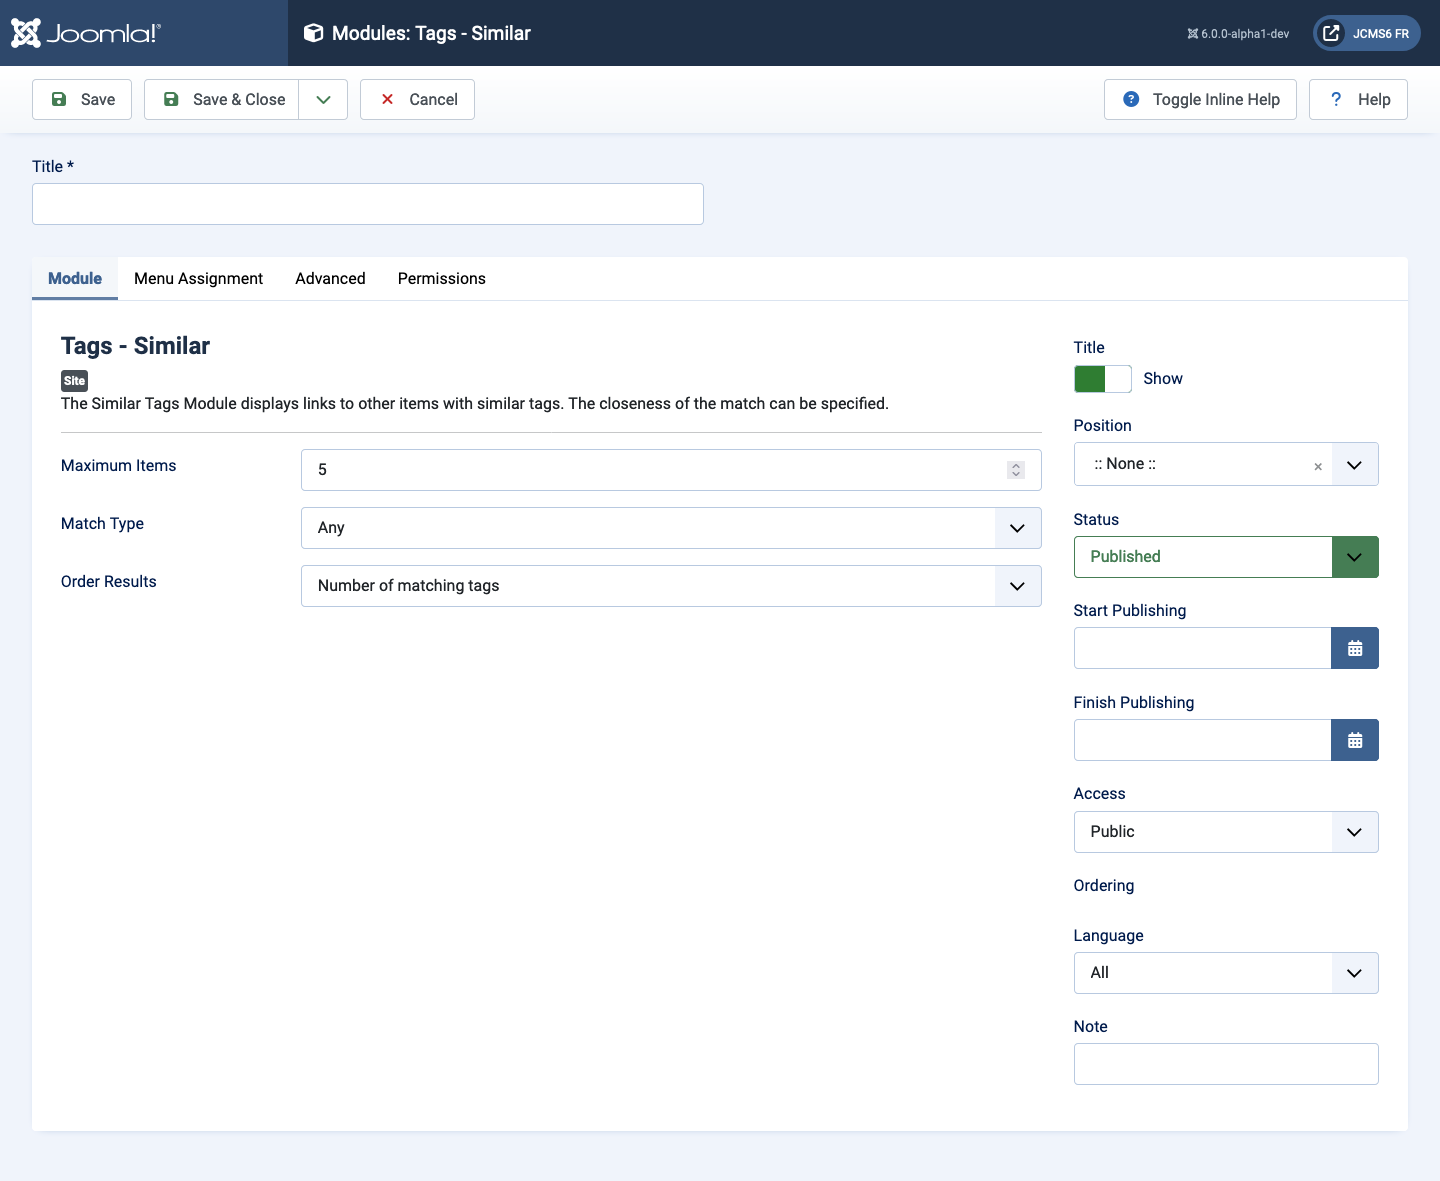 Joomla!®
Modules: Tags - Similar
6.0.0-alpha1-dev
JCMS6 FR
Save
Save & Close
Cancel
Toggle Inline Help
? Help
Title *
Module
Menu Assignment
Advanced
Permissions
Tags - Similar
Site
The Similar Tags Module displays links to other items with similar tags. The closeness of the match can be specified.
Maximum Items
5
Match Type
Any
Order Results
Number of matching tags
Title
Show
Position
:: None ::
×
Status
Published
Start Publishing
Finish Publishing
Access
Public
Ordering
Language
All
Note